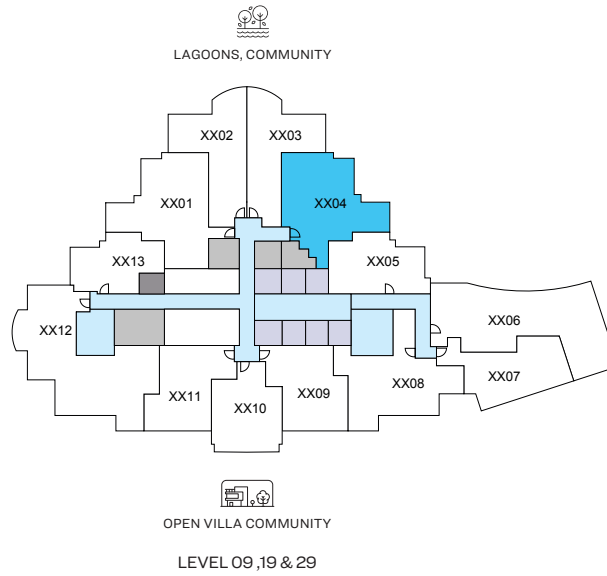 LAGOONS, COMMUNITY
XX02
XX03
XX01
XX04
XX13
XX05
XX12
XX06
XX07
XX08
XX11
XX09
XX10
OPEN VILLA COMMUNITY
LEVEL 09 ,19 & 29